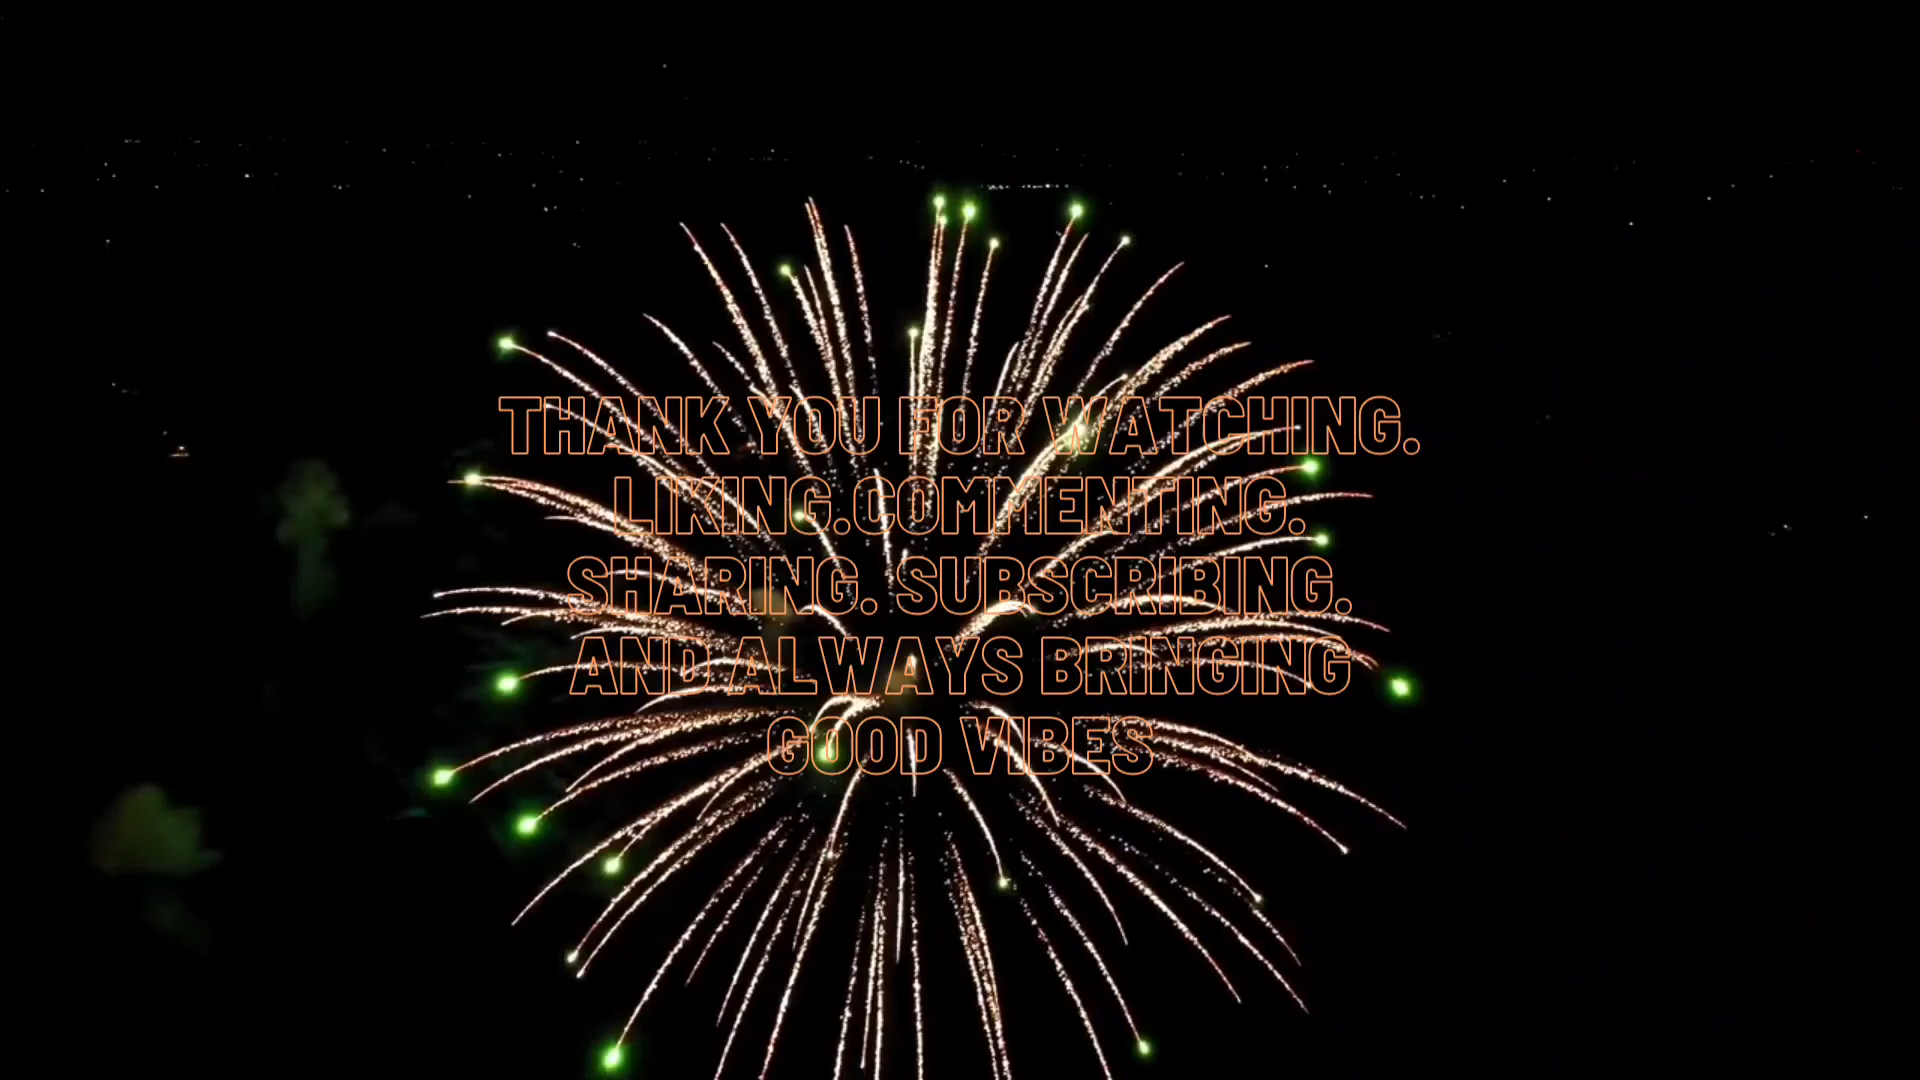 THANK YOU FOR WATCHING.
LIKING.COMMENTING.
SHARING. SUBSCRIBING.
AND ALWAYS BRINGING
GOOD VIBES